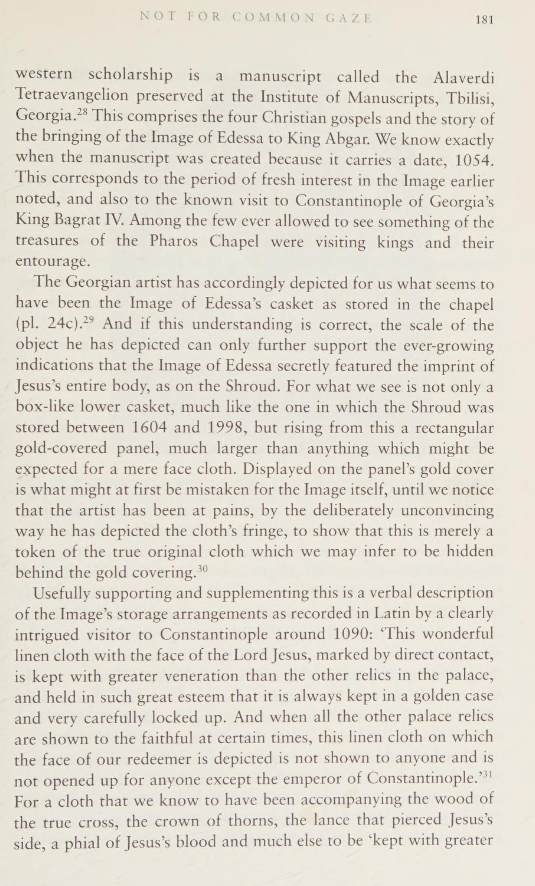 NOT FOR COMMON GAZE 181
western scholarship is a manuscript called the Alaverdi
Tetraevangelion preserved at the Institute of Manuscripts, Tbilisi,
Georgia.²⁸ This comprises the four Christian gospels and the story of
the bringing of the Image of Edessa to King Abgar. We know exactly
when the manuscript was created because it carries a date, 1054.
This corresponds to the period of fresh interest in the Image earlier
noted, and also to the known visit to Constantinople of Georgia's
King Bagrat IV. Among the few ever allowed to see something of the
treasures of the Pharos Chapel were visiting kings and their
entourage.
The Georgian artist has accordingly depicted for us what seems to
have been the Image of Edessa's casket as stored in the chapel
(pl. 24c).²⁹ And if this understanding is correct, the scale of the
object he has depicted can only further support the ever-growing
indications that the Image of Edessa secretly featured the imprint of
Jesus's entire body, as on the Shroud. For what we see is not only a
box-like lower casket, much like the one in which the Shroud was
stored between 1604 and 1998, but rising from this a rectangular
gold-covered panel, much larger than anything which might be
expected for a mere face cloth. Displayed on the panel's gold cover
is what might at first be mistaken for the Image itself, until we notice
that the artist has been at pains, by the deliberately unconvincing
way he has depicted the cloth's fringe, to show that this is merely a
token of the true original cloth which we may infer to be hidden
behind the gold covering.³⁰
Usefully supporting and supplementing this is a verbal description
of the Image's storage arrangements as recorded in Latin by a clearly
intrigued visitor to Constantinople around 1090: 'This wonderful
linen cloth with the face of the Lord Jesus, marked by direct contact,
is kept with greater veneration than the other relics in the palace,
and held in such great esteem that it is always kept in a golden case
and very carefully locked up. And when all the other palace relics
are shown to the faithful at certain times, this linen cloth on which
the face of our redeemer is depicted is not shown to anyone and is
not opened up for anyone except the emperor of Constantinople.'³¹
For a cloth that we know to have been accompanying the wood of
the true cross, the crown of thorns, the lance that pierced Jesus's
side, a phial of Jesus's blood and much else to be 'kept with greater